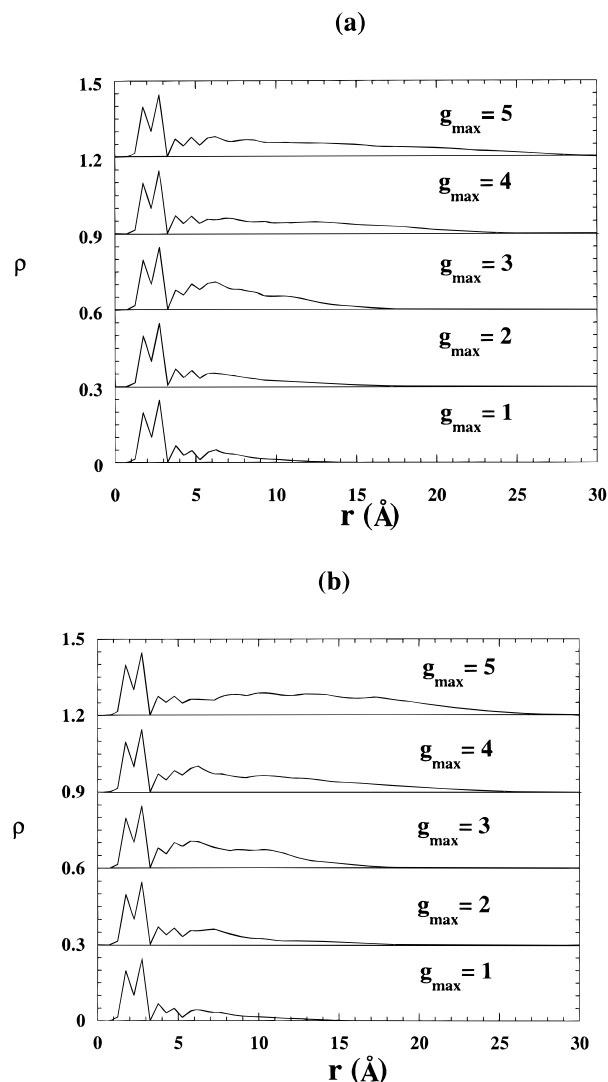 (a)
1.5
g_max = 5
1.2
g_max = 4
0.9
ρ
g_max = 3
0.6
g_max = 2
0.3
g_max = 1
0
0 5 10 15 20 25 30
r (Å)
(b)
1.5
g_max = 5
1.2
g_max = 4
0.9
ρ
g_max = 3
0.6
g_max = 2
0.3
g_max = 1
0
0 5 10 15 20 25 30
r (Å)